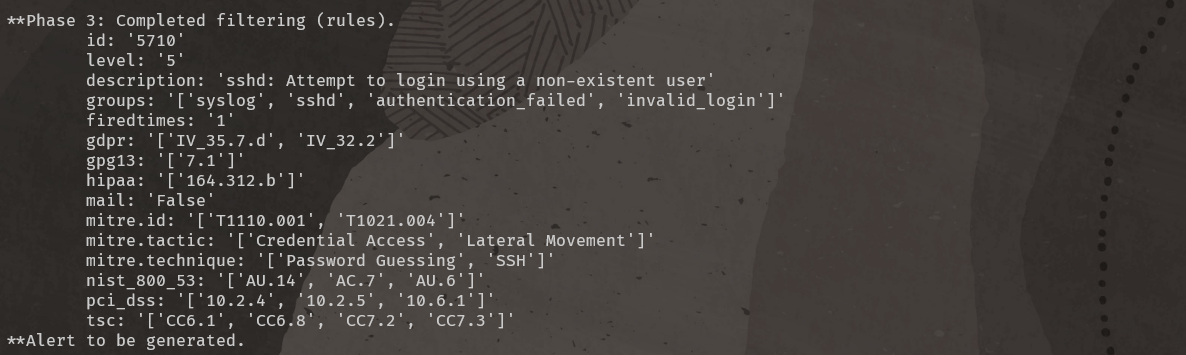 **Phase 3: Completed filtering (rules).
id: '5710'
level: '5'
description: 'sshd: Attempt to login using a non-existent user'
groups: '['syslog', 'sshd', 'authentication_failed', 'invalid_login']'
firedtimes: '1'
gdpr: '['IV_35.7.d', 'IV_32.2']'
gpg13: '['7.1']'
hipaa: '['164.312.b']'
mail: 'False'
mitre.id: '['T1110.001', 'T1021.004']'
mitre.tactic: '['Credential Access', 'Lateral Movement']'
mitre.technique: '['Password Guessing', 'SSH']'
nist_800_53: '['AU.14', 'AC.7', 'AU.6']'
pci_dss: '['10.2.4', '10.2.5', '10.6.1']'
tsc: '['CC6.1', 'CC6.8', 'CC7.2', 'CC7.3']'
**Alert to be generated.